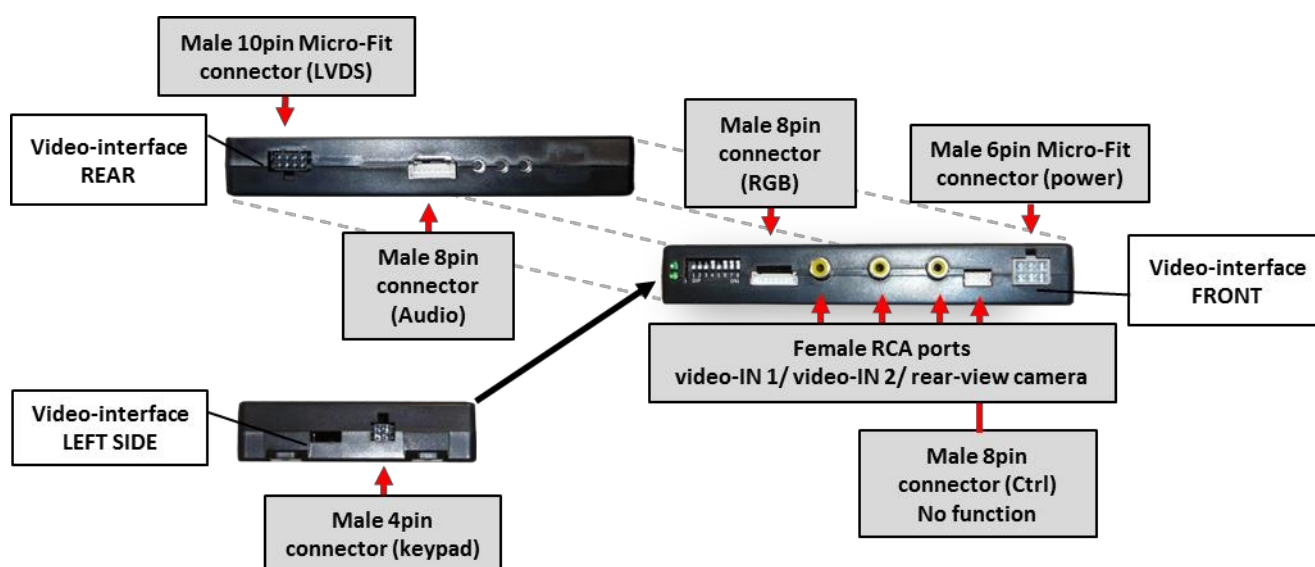 Male 10pin Micro-Fit
connector (LVDS)
Video-interface
REAR
Male 8pin
connector
(RGB)
Male 6pin Micro-Fit
connector (power)
Male 8pin
connector
(Audio)
Video-interface
FRONT
Female RCA ports
video-IN 1/ video-IN 2/ rear-view camera
Video-interface
LEFT SIDE
Male 8pin
connector (Ctrl)
No function
Male 4pin
connector (keypad)